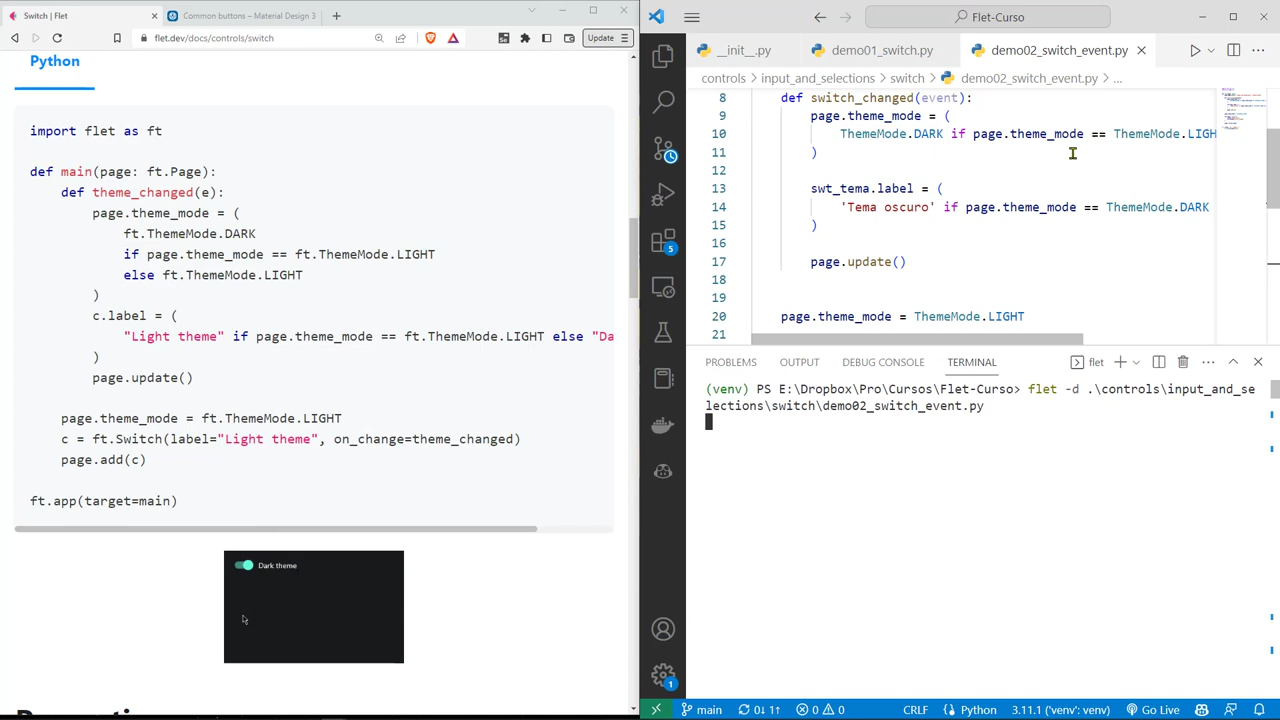 Switch | Flet
Common buttons – Material Design 3
flet.dev/docs/controls/switch
Update
Python
import flet as ft
def main(page: ft.Page):
def theme_changed(e):
page.theme_mode = (
ft.ThemeMode.DARK
if page.theme_mode == ft.ThemeMode.LIGHT
else ft.ThemeMode.LIGHT
)
c.label = (
"Light theme" if page.theme_mode == ft.ThemeMode.LIGHT else "Da
)
page.update()
page.theme_mode = ft.ThemeMode.LIGHT
c = ft.Switch(label="Light theme", on_change=theme_changed)
page.add(c)
ft.app(target=main)
Dark theme
Flet-Curso
__init__.py
demo01_switch.py
demo02_switch_event.py
controls > input_and_selections > switch > demo02_switch_event.py > ...
8 def switch_changed(event):
9 page.theme_mode = (
10 ThemeMode.DARK if page.theme_mode == ThemeMode.LIGH
11 )
12
13 swt_tema.label = (
14 'Tema oscuro' if page.theme_mode == ThemeMode.DARK
15 )
16
17 page.update()
18
19
20 page.theme_mode = ThemeMode.LIGHT
21
PROBLEMS OUTPUT DEBUG CONSOLE TERMINAL flet
(venv) PS E:\Dropbox\Pro\Cursos\Flet-Curso> flet -d .\controls\input_and_se
lections\switch\demo02_switch_event.py
5
1
main 0↓ 1↑ 0 0 CRLF Python 3.11.1 ('venv': venv) Go Live